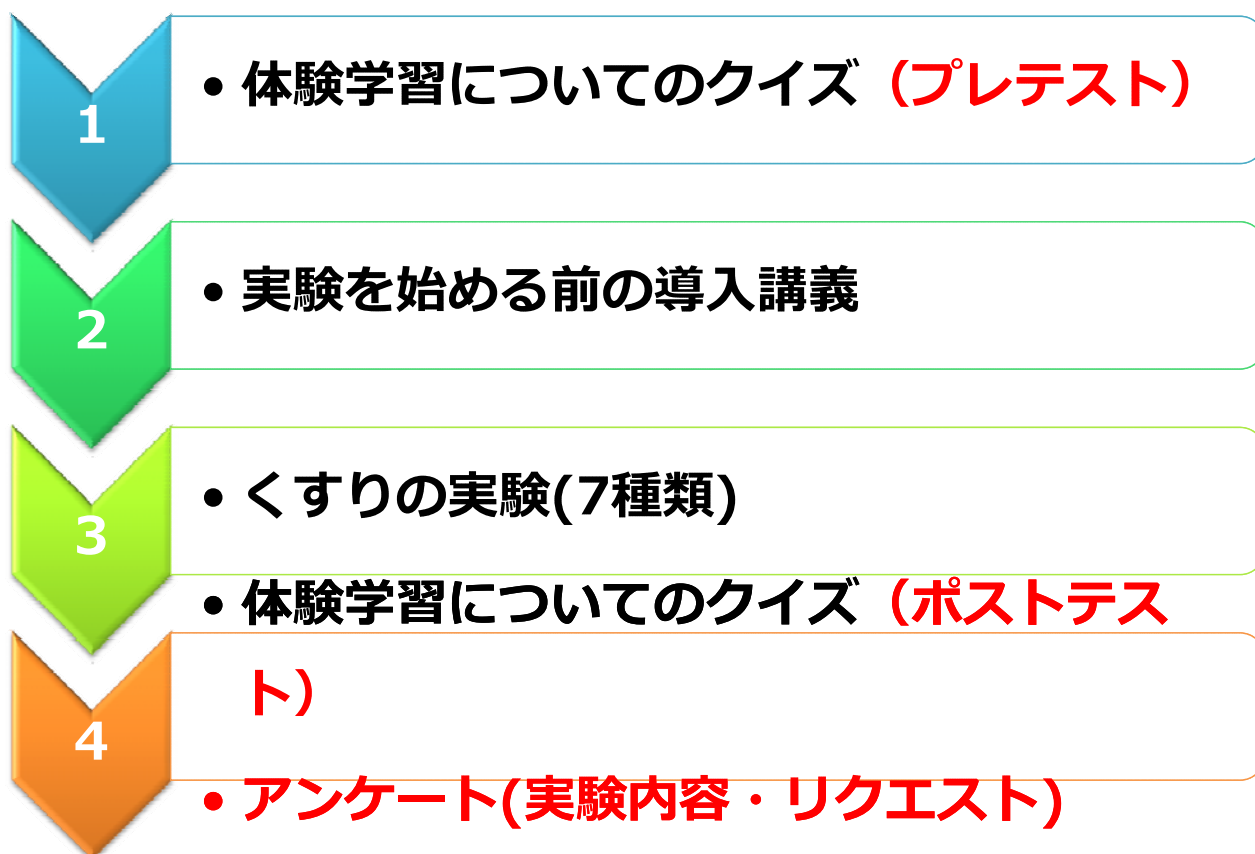 1
• 体験学習についてのクイズ（プレテスト）
2
• 実験を始める前の導入講義
3
• くすりの実験(7種類)
4
• 体験学習についてのクイズ（ポストテス
ト）
• アンケート(実験内容・リクエスト)